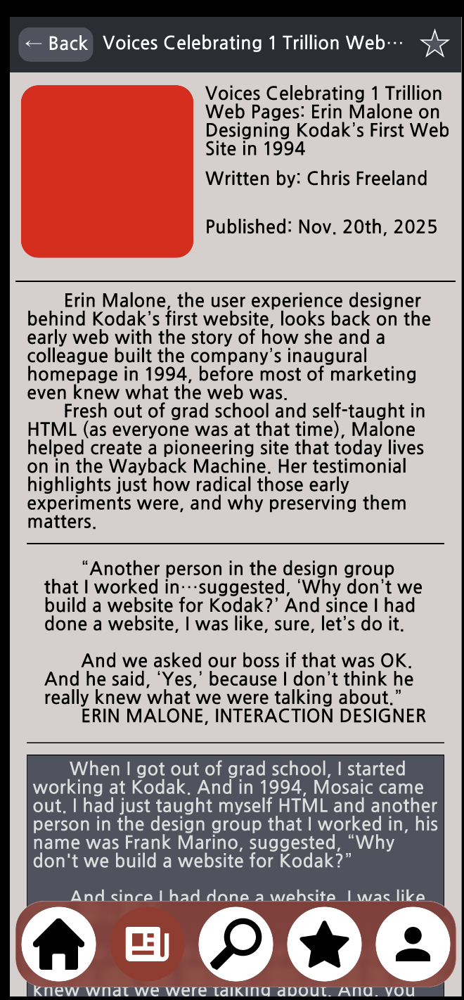 ← Back
Voices Celebrating 1 Trillion Web···
Voices Celebrating 1 Trillion
Web Pages: Erin Malone on
Designing Kodak’s First Web
Site in 1994
Written by: Chris Freeland
Published: Nov. 20th, 2025
Erin Malone, the user experience designer
behind Kodak’s first website, looks back on the
early web with the story of how she and a
colleague built the company’s inaugural
homepage in 1994, before most of marketing
even knew what the web was.
Fresh out of grad school and self-taught in
HTML (as everyone was at that time), Malone
helped create a pioneering site that today lives
on in the Wayback Machine. Her testimonial
highlights just how radical those early
experiments were, and why preserving them
matters.
“Another person in the design group
that I worked in···suggested, ‘Why don’t we
build a website for Kodak?’ And since I had
done a website, I was like, sure, let’s do it.
And we asked our boss if that was OK.
And he said, ‘Yes,’ because I don’t think he
really knew what we were talking about.”
ERIN MALONE, INTERACTION DESIGNER
When I got out of grad school, I started
working at Kodak. And in 1994, Mosaic came
out. I had just taught myself HTML and another
person in the design group that I worked in, his
name was Frank Marino, suggested, “Why
don't we build a website for Kodak?”
And since I had done a website, I was like,
knew what we were talking about. And, you